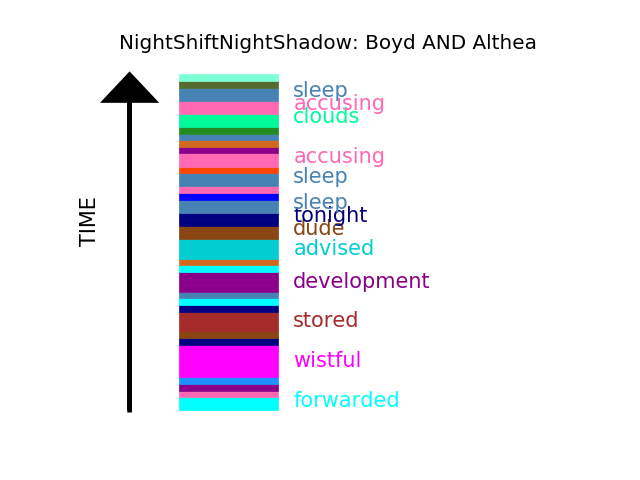 NightShiftNightShadow: Boyd AND Althea
TIME
sleep
accusing
clouds
accusing
sleep
sleep
tonight
dude
advised
development
stored
wistful
forwarded